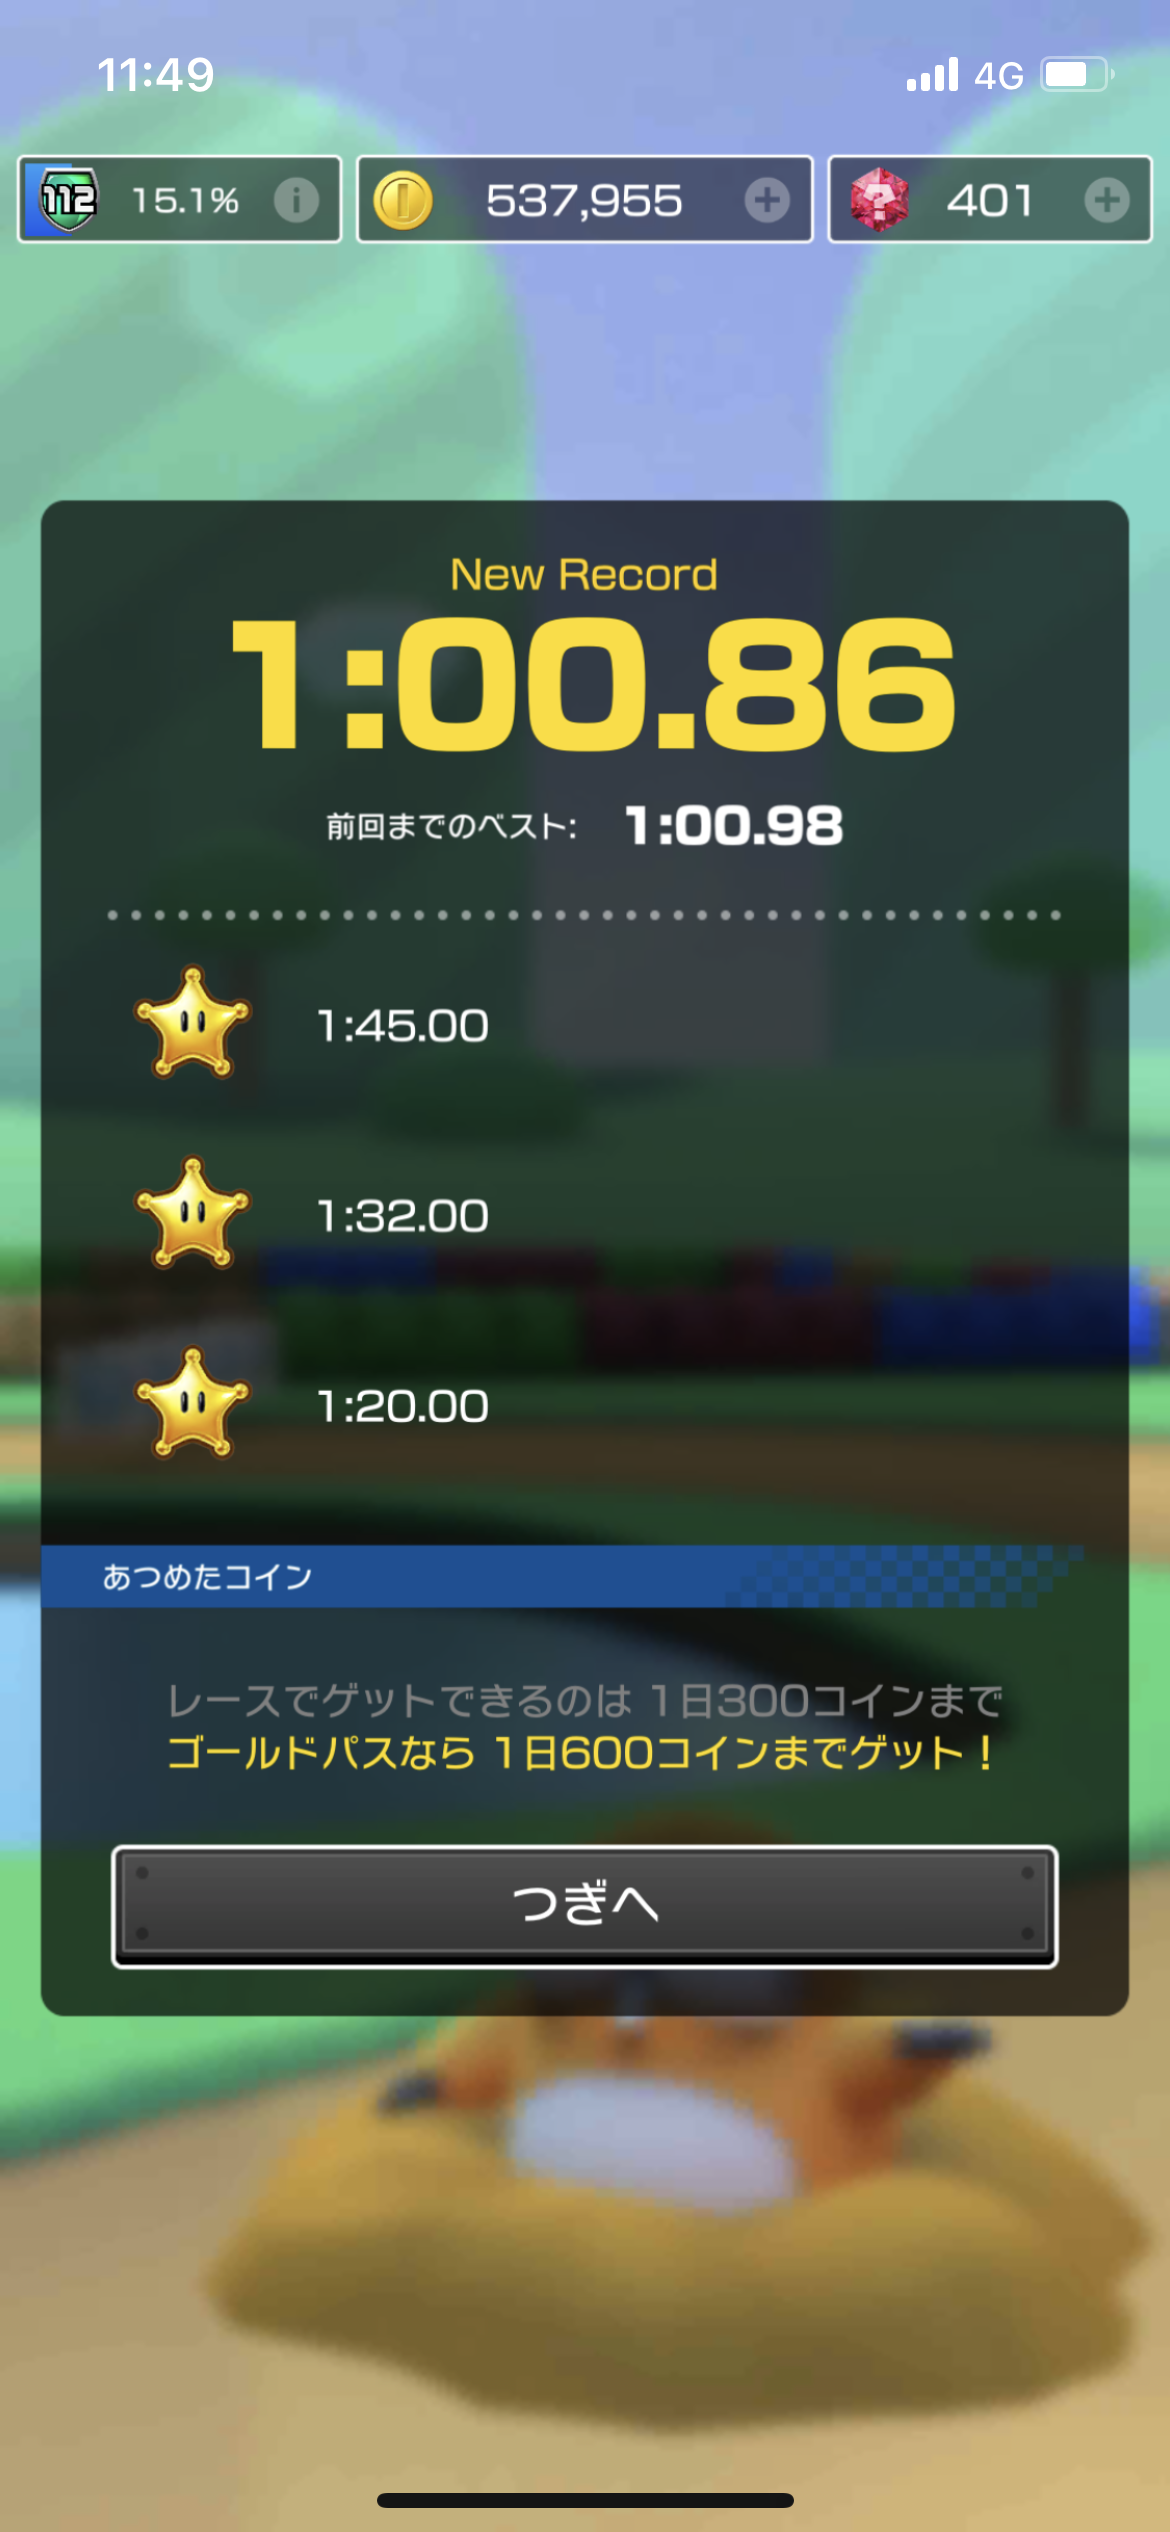 11:49
4G
112
15.1%
i
537,955
+
?
401
+
New Record
1:00.86
前回までのベスト: 1:00.98
1:45.00
1:32.00
1:20.00
あつめたコイン
レースでゲットできるのは 1日300コインまで
ゴールドパスなら 1日600コインまでゲット！
つぎへ